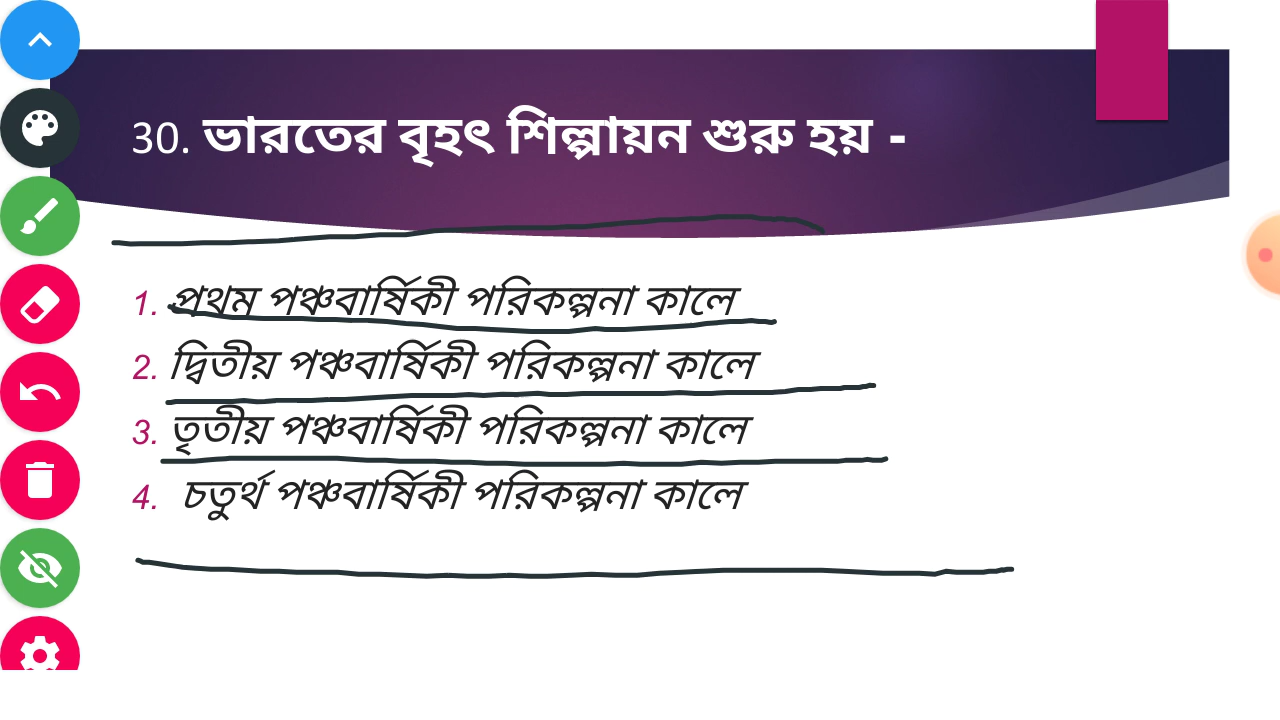 30. ভারতের বৃহৎ শিল্পায়ন শুরু হয় -
1. প্রথম পঞ্চবার্ষিকী পরিকল্পনা কালে
2. দ্বিতীয় পঞ্চবার্ষিকী পরিকল্পনা কালে
3. তৃতীয় পঞ্চবার্ষিকী পরিকল্পনা কালে
4. চতুর্থ পঞ্চবার্ষিকী পরিকল্পনা কালে